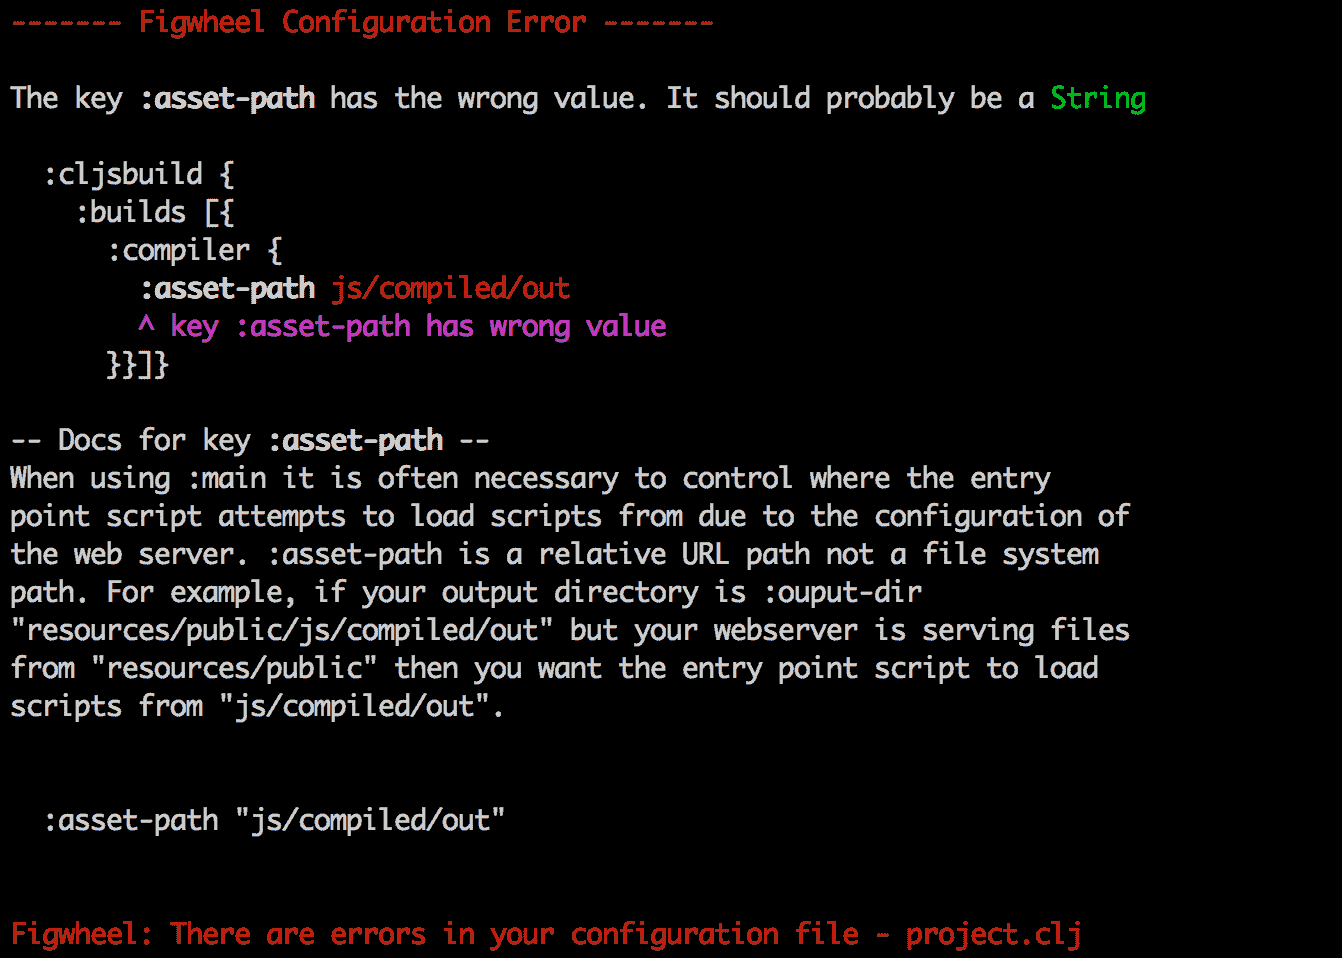 ------- Figwheel Configuration Error -------
The key :asset-path has the wrong value. It should probably be a String
:cljsbuild {
:builds [{
:compiler {
:asset-path js/compiled/out
^ key :asset-path has wrong value
}}]}
-- Docs for key :asset-path --
When using :main it is often necessary to control where the entry
point script attempts to load scripts from due to the configuration of
the web server. :asset-path is a relative URL path not a file system
path. For example, if your output directory is :ouput-dir
"resources/public/js/compiled/out" but your webserver is serving files
from "resources/public" then you want the entry point script to load
scripts from "js/compiled/out".
:asset-path "js/compiled/out"
Figwheel: There are errors in your configuration file - project.clj